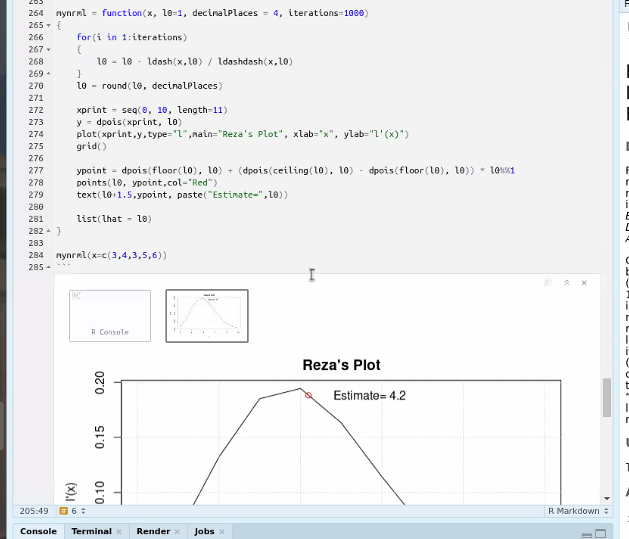 264 mynrml = function(x, l0=1, decimalPlaces = 4, iterations=1000)
265 {
266 for(i in 1:iterations)
267 {
268 l0 = l0 - ldash(x,l0) / ldashdash(x,l0)
269 }
270 l0 = round(l0, decimalPlaces)
271
272 xprint = seq(0, 10, length=11)
273 y = dpois(xprint, l0)
274 plot(xprint,y,type="l",main="Reza's Plot", xlab="x", ylab="l'(x)")
275 grid()
276
277 ypoint = dpois(floor(l0), l0) + (dpois(ceiling(l0), l0) - dpois(floor(l0), l0)) * l0%%1
278 points(l0, ypoint,col="Red")
279 text(l0+1.5,ypoint, paste("Estimate=",l0))
280
281 list(lhat = l0)
282 }
283
284 mynrml(x=c(3,4,3,5,6))
285 ```
R Console
Reza's Plot
Estimate= 4.2
0.20
0.15
0.10
l'(x)
205:49 6 R Markdown
Console Terminal Render Jobs